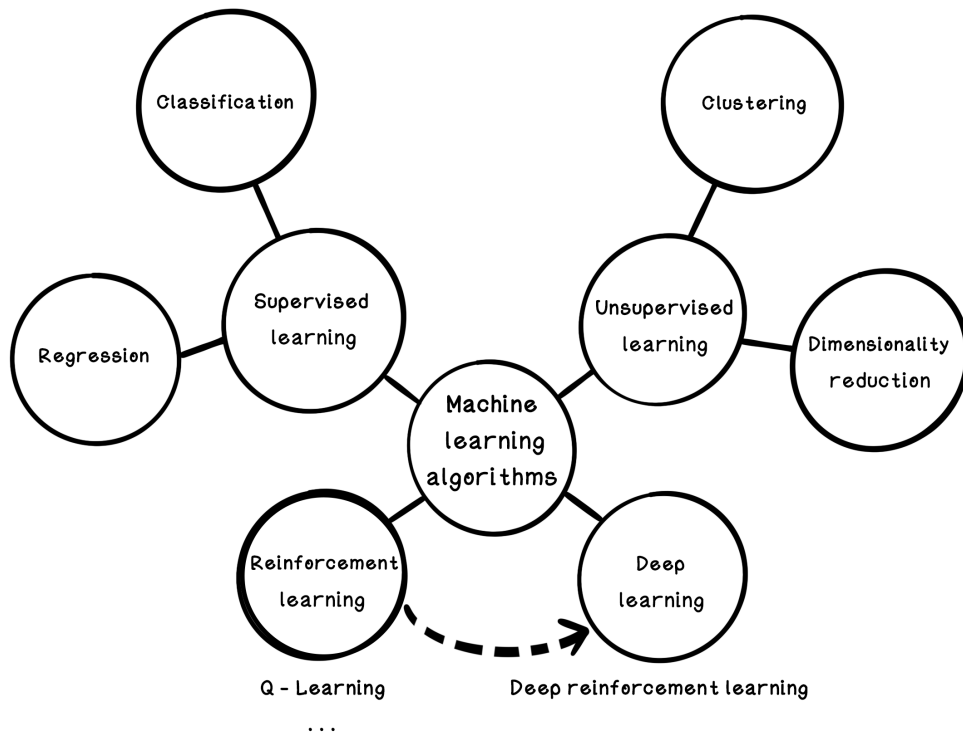 Classification
Clustering
Supervised
learning
Unsupervised
learning
Regression
Dimensionality
reduction
Machine
learning
algorithms
Reinforcement
learning
Deep
learning
Q - Learning
...
Deep reinforcement learning